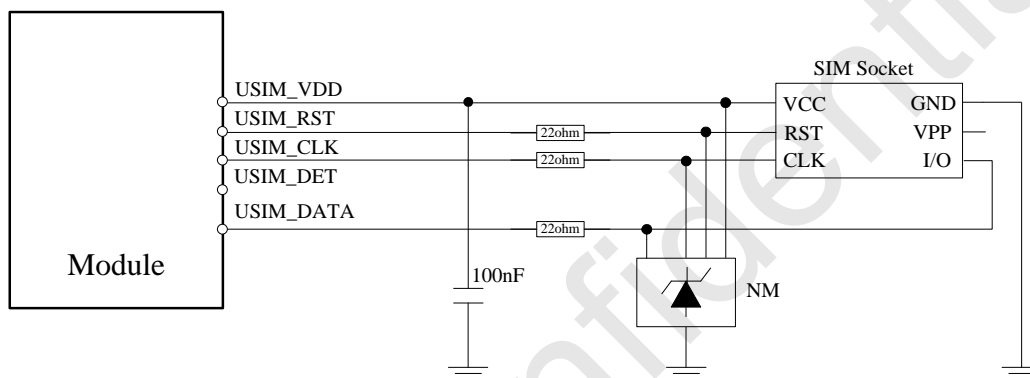 USIM_VDD
USIM_RST
USIM_CLK
USIM_DET
USIM_DATA
Module
22ohm
22ohm
22ohm
100nF
NM
SIM Socket
VCC GND
RST VPP
CLK I/O